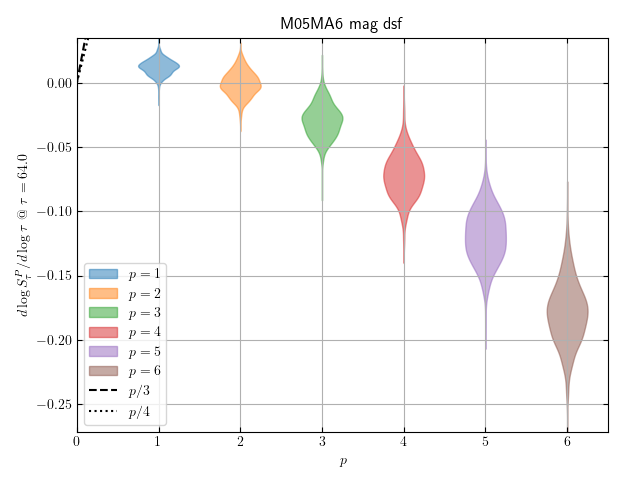 M05MA6 mag dsf
d log S_τ^P / d log τ @ τ = 64.0
0.00
−0.05
−0.10
−0.15
−0.20
−0.25
p = 1
p = 2
p = 3
p = 4
p = 5
p = 6
p/3
p/4
0 1 2 3 4 5 6
p